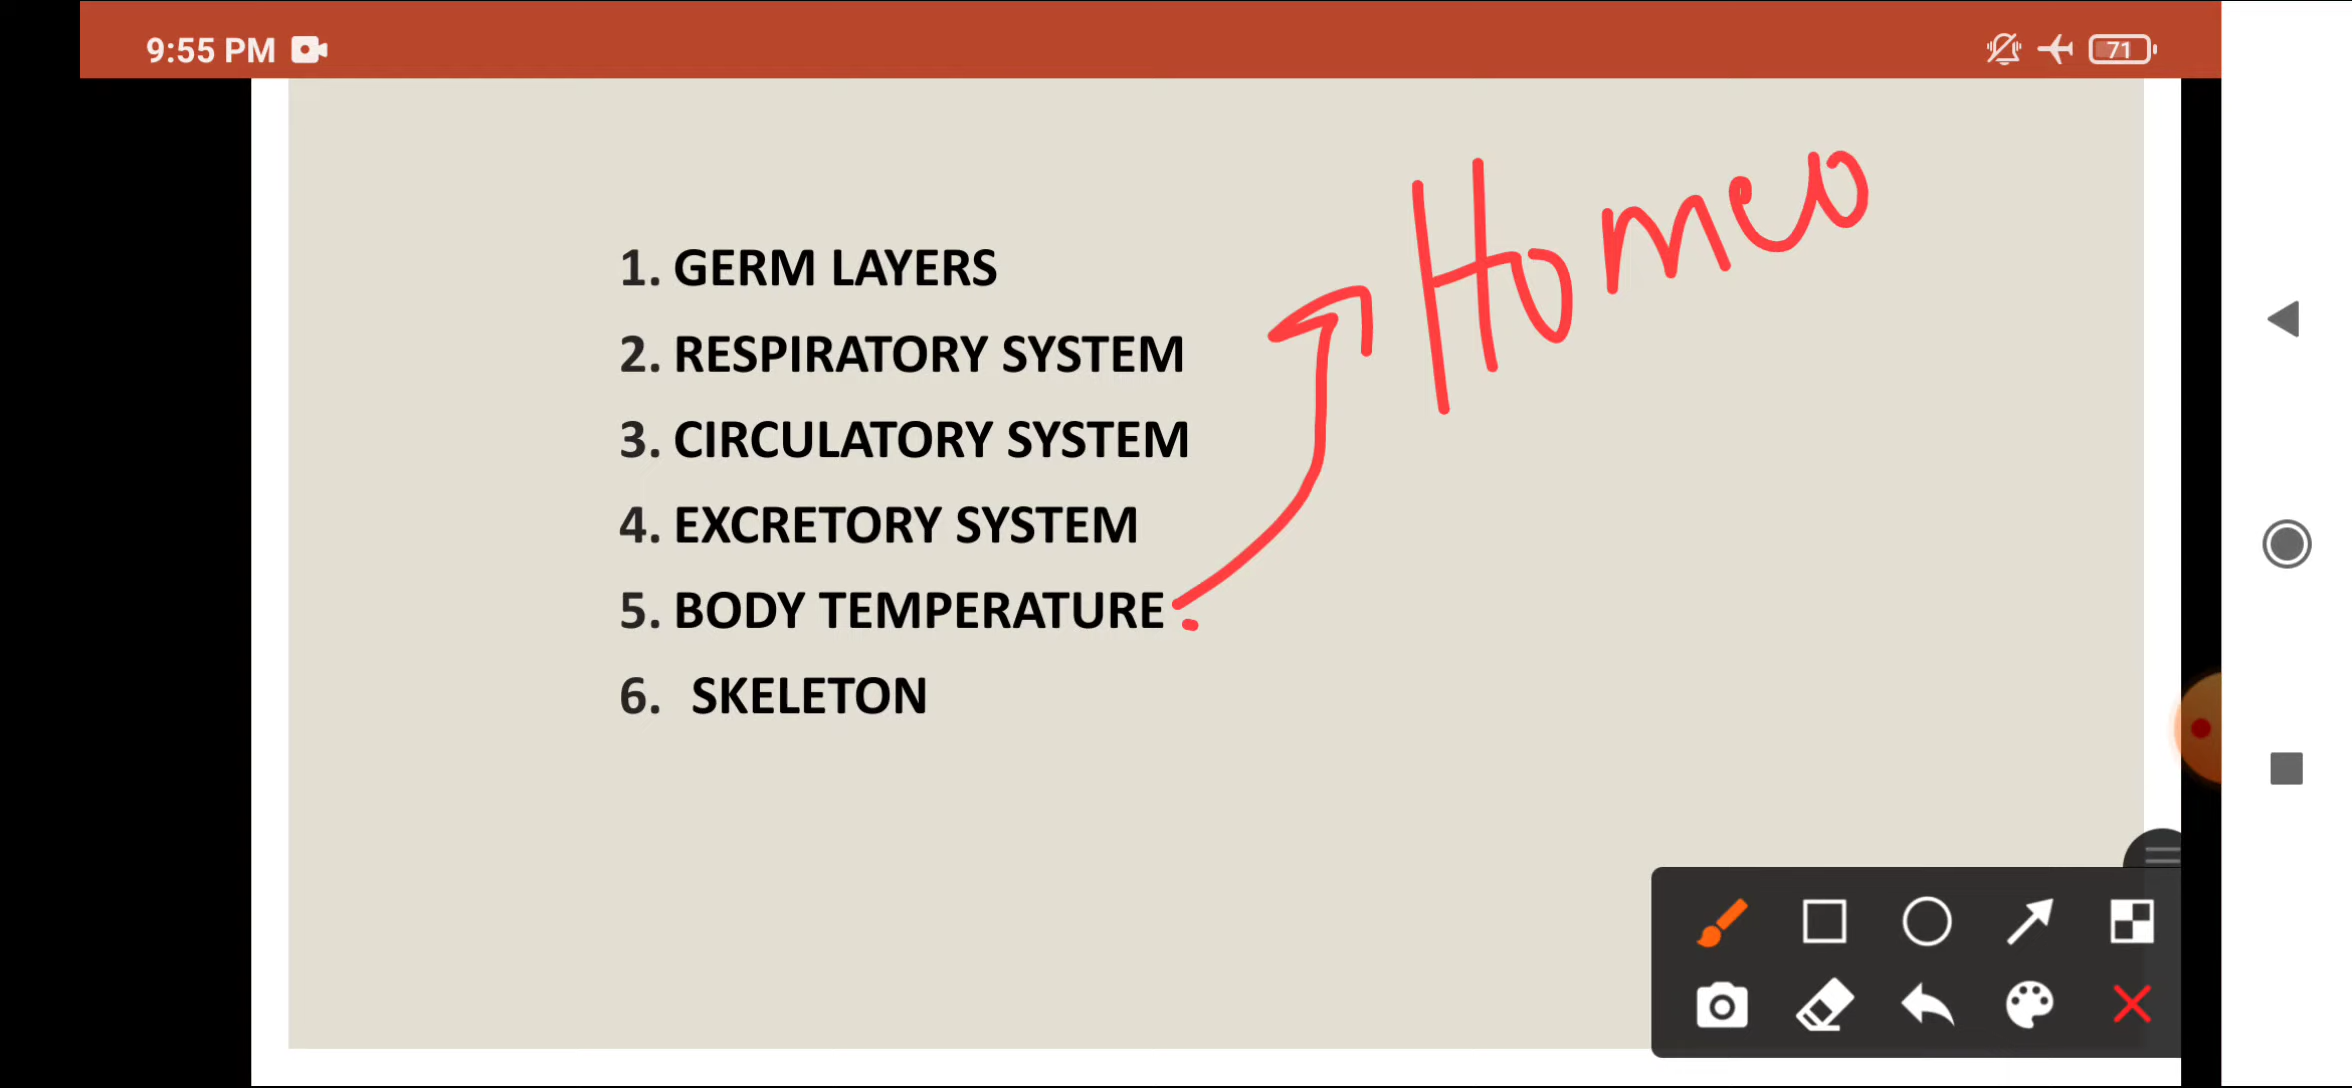 9:55 PM
71
Homeo
1. GERM LAYERS
2. RESPIRATORY SYSTEM
3. CIRCULATORY SYSTEM
4. EXCRETORY SYSTEM
5. BODY TEMPERATURE
6. SKELETON